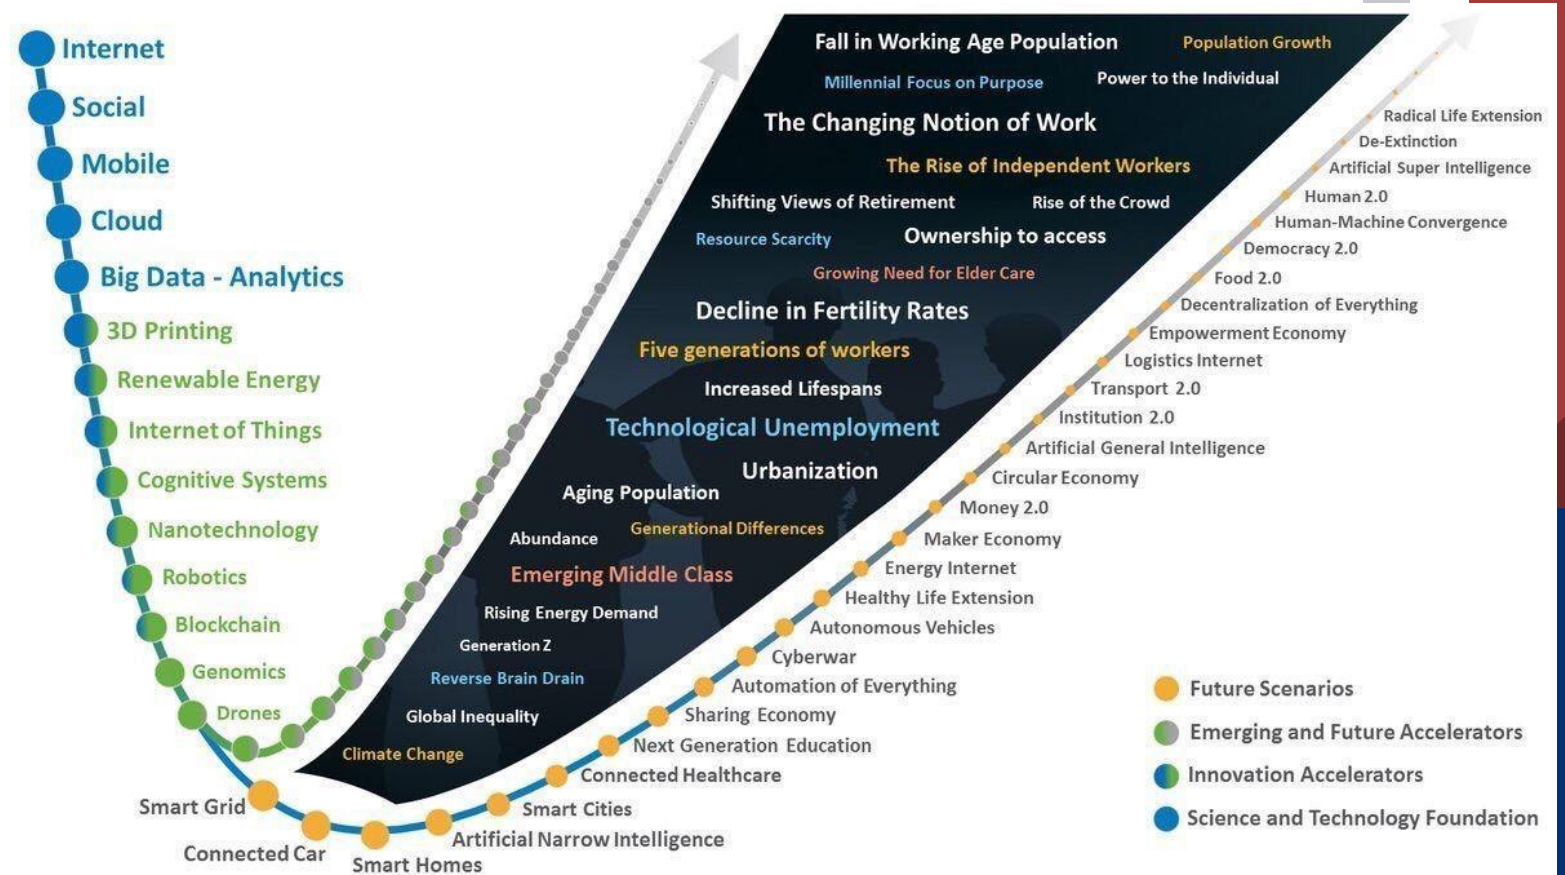 Internet
Social
Mobile
Cloud
Big Data - Analytics
3D Printing
Renewable Energy
Internet of Things
Cognitive Systems
Nanotechnology
Robotics
Blockchain
Genomics
Drones
Smart Grid
Connected Car
Smart Homes
Artificial Narrow Intelligence
Smart Cities
Connected Healthcare
Next Generation Education
Sharing Economy
Automation of Everything
Cyberwar
Autonomous Vehicles
Healthy Life Extension
Energy Internet
Maker Economy
Money 2.0
Circular Economy
Artificial General Intelligence
Institution 2.0
Transport 2.0
Logistics Internet
Empowerment Economy
Decentralization of Everything
Food 2.0
Democracy 2.0
Human-Machine Convergence
Human 2.0
Artificial Super Intelligence
De-Extinction
Radical Life Extension
Fall in Working Age Population
Population Growth
Millennial Focus on Purpose
Power to the Individual
The Changing Notion of Work
The Rise of Independent Workers
Shifting Views of Retirement
Rise of the Crowd
Resource Scarcity
Ownership to access
Growing Need for Elder Care
Decline in Fertility Rates
Five generations of workers
Increased Lifespans
Technological Unemployment
Urbanization
Aging Population
Generational Differences
Abundance
Emerging Middle Class
Rising Energy Demand
Generation Z
Reverse Brain Drain
Global Inequality
Climate Change
Future Scenarios
Emerging and Future Accelerators
Innovation Accelerators
Science and Technology Foundation